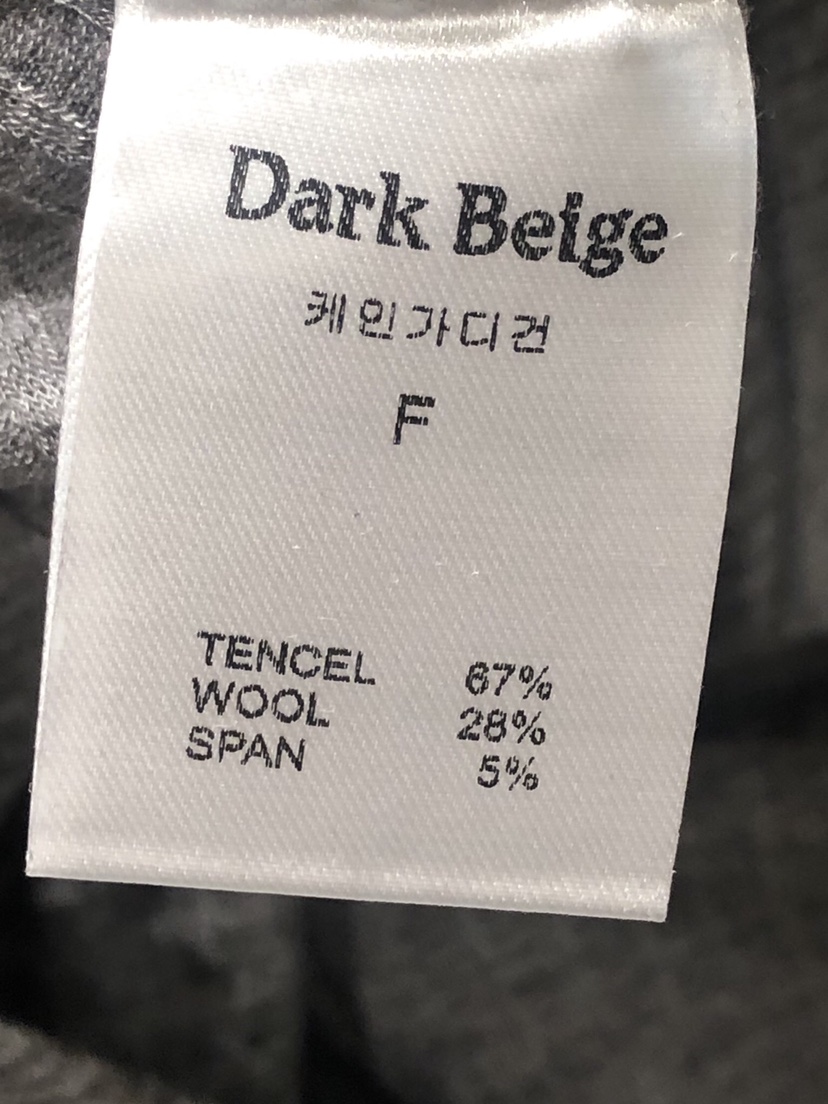 Dark Beige
케인가디건
F
TENCEL 67%
WOOL 28%
SPAN 5%